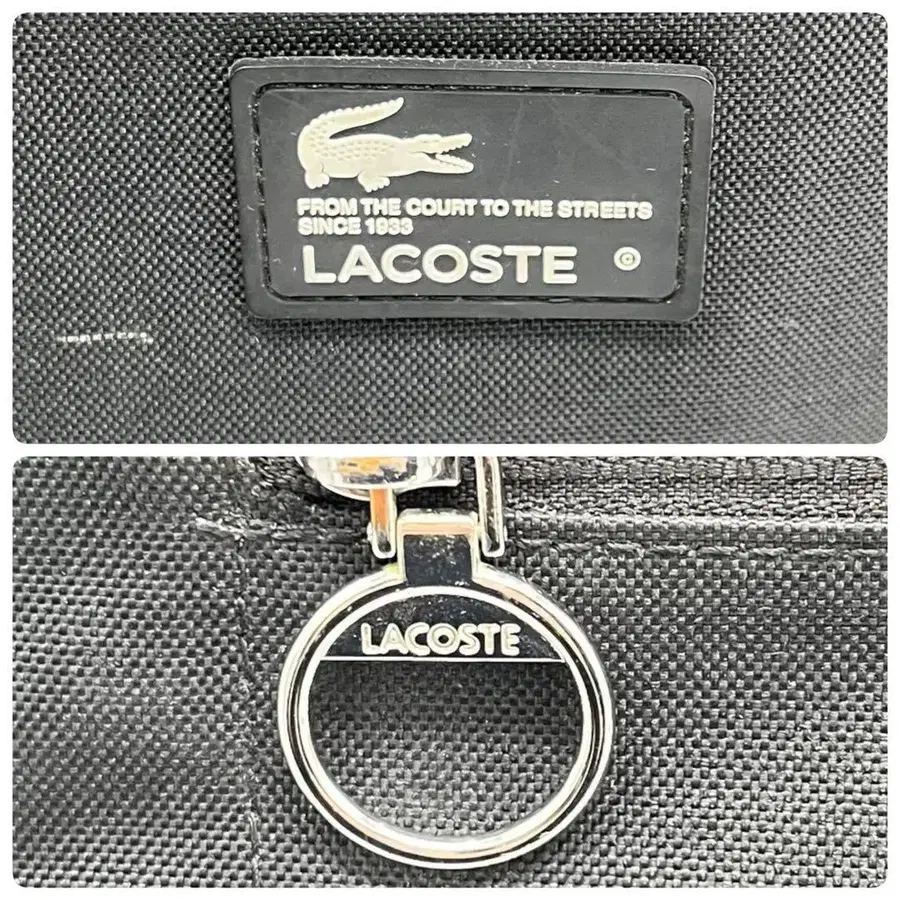 FROM THE COURT TO THE STREETS
SINCE 1933
LACOSTE ©
LACOSTE